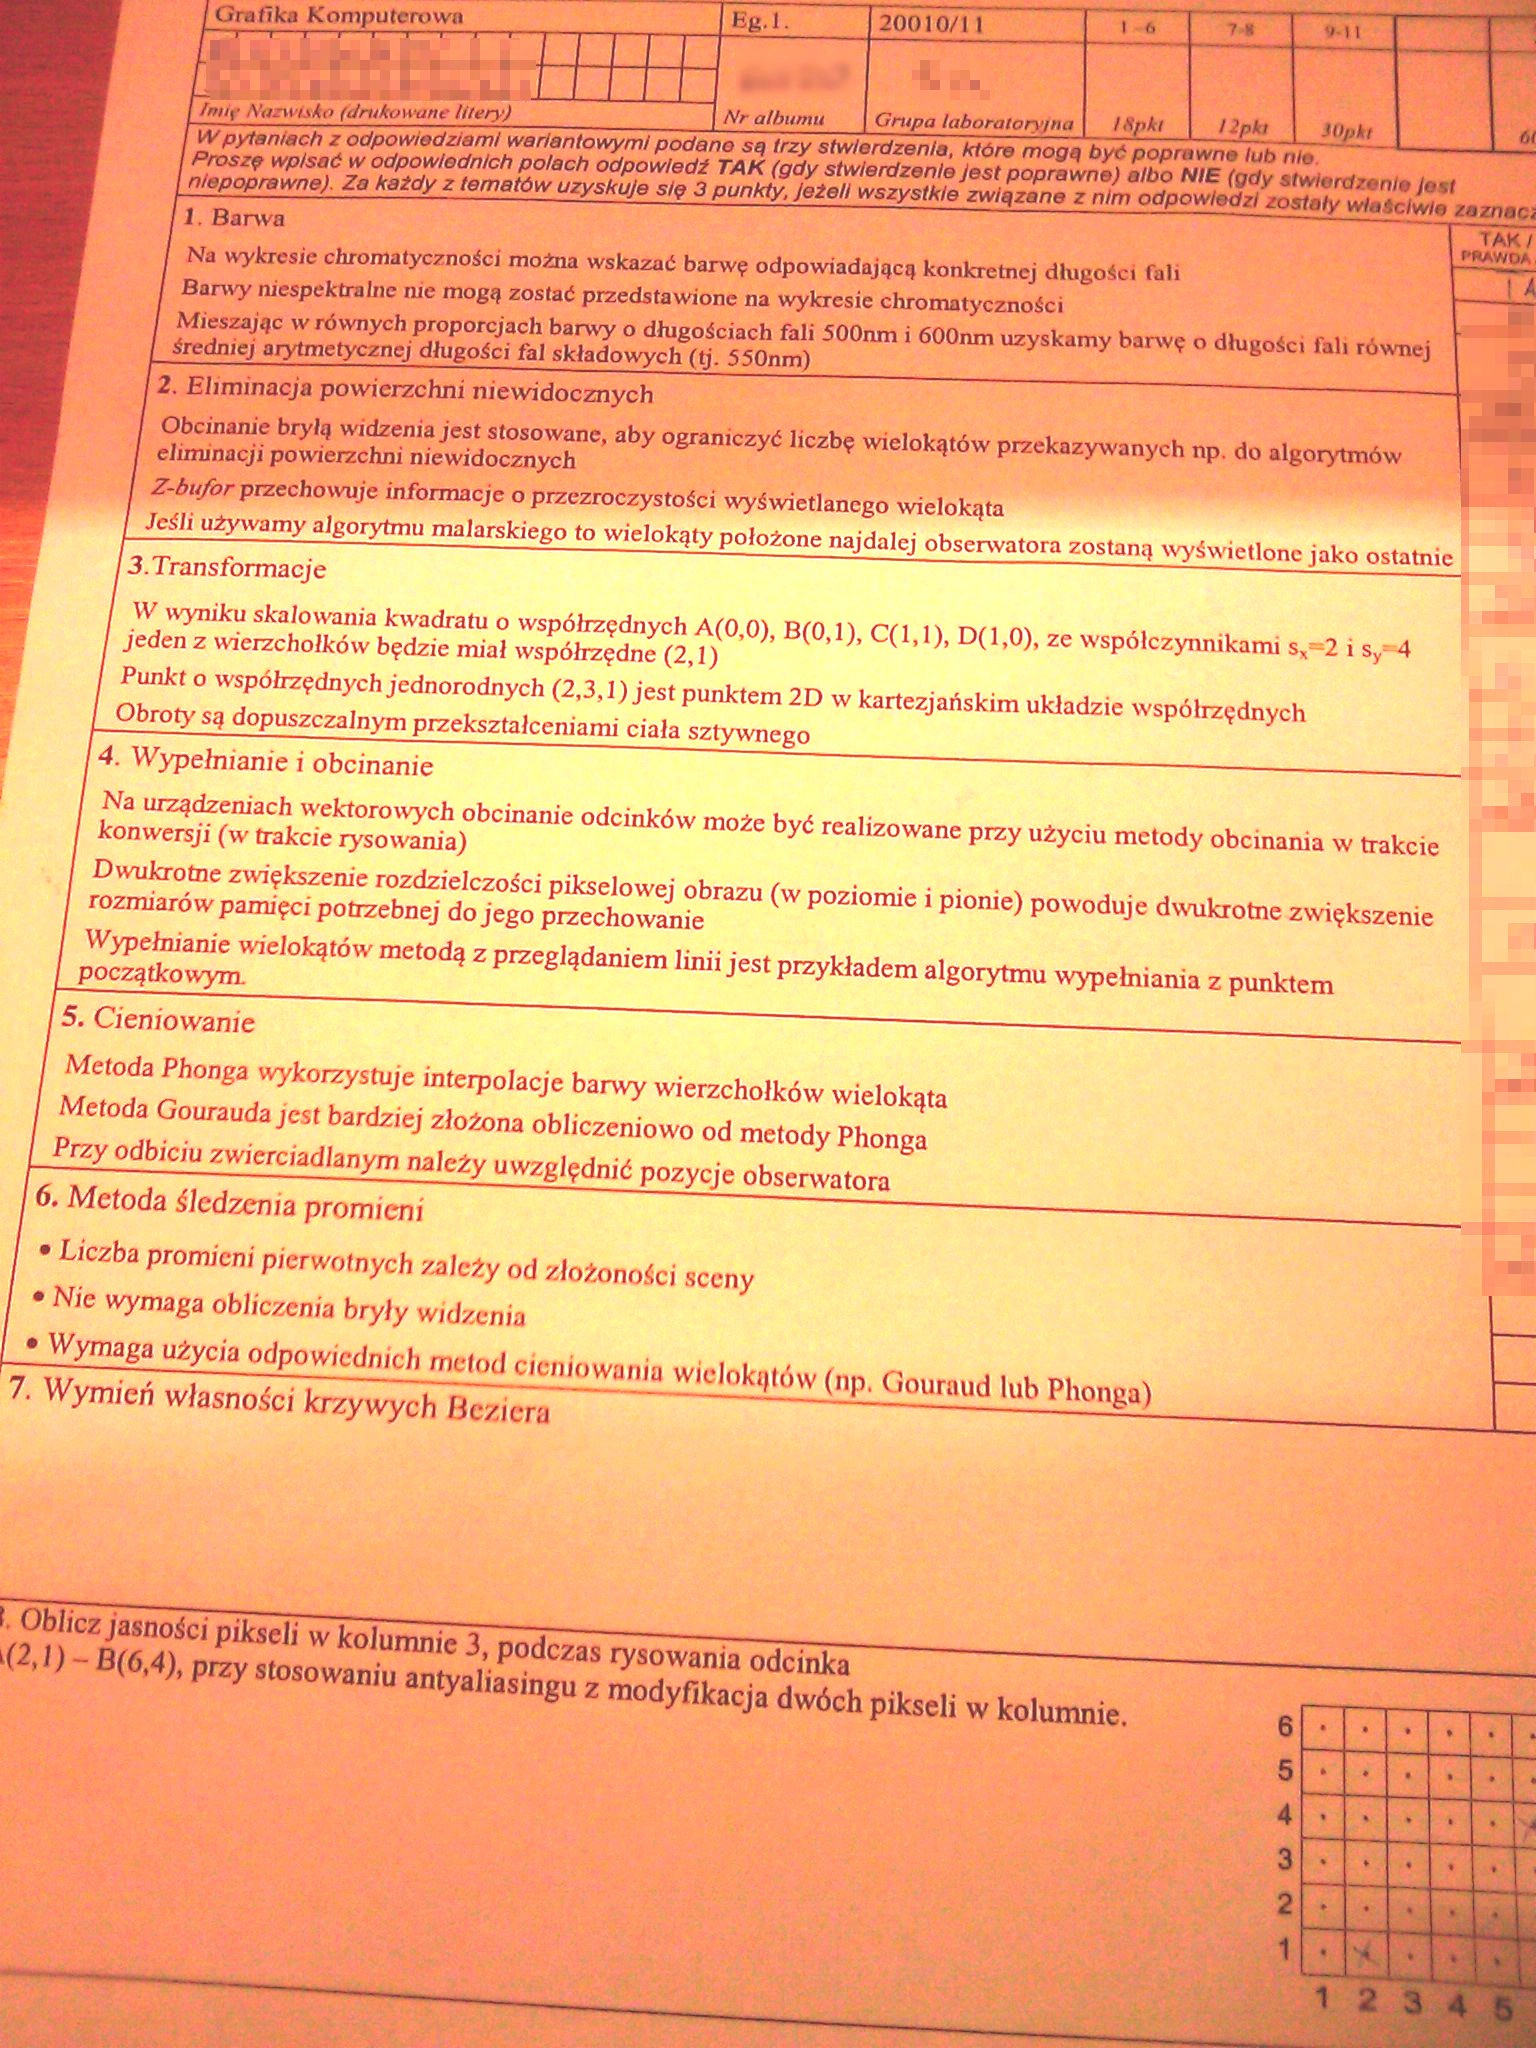 Grafika Komputerowa
Eg.1.
20010/11
1-6
7-8
9-11
Imię Nazwisko (drukowane litery)
Nr albumu
Grupa laboratoryjna
18pkt
12pkt
30pkt
W pytaniach z odpowiedziami wariantowymi podane są trzy stwierdzenia, które mogą być poprawne lub nie.
Proszę wpisać w odpowiednich polach odpowiedź TAK (gdy stwierdzenie jest poprawne) albo NIE (gdy stwierdzenie jest
niepoprawne). Za każdy z tematów uzyskuje się 3 punkty, jeżeli wszystkie związane z nim odpowiedzi zostały właściwie
1. Barwa
TAK /
PRAWDA
Na wykresie chromatyczności można wskazać barwę odpowiadającą konkretnej długości fali
Barwy niespektralne nie mogą zostać przedstawione na wykresie chromatyczności
Mieszając w równych proporcjach barwy o długościach fali 500nm i 600nm uzyskamy barwę o długości fali równej
średniej arytmetycznej długości fal składowych (tj. 550nm)
2. Eliminacja powierzchni niewidocznych
Obcinanie bryłą widzenia jest stosowane, aby ograniczyć liczbę wielokątów przekazywanych np. do algorytmów
eliminacji powierzchni niewidocznych
Z-bufor przechowuje informacje o przezroczystości wyświetlanego wielokąta
Jeśli używamy algorytmu malarskiego to wielokąty położone najdalej obserwatora zostaną wyświetlone jako ostatnie
3.Transformacje
W wyniku skalowania kwadratu o współrzędnych A(0,0), B(0,1), C(1,1), D(1,0), ze współczynnikami sx=2 i sy=4
jeden z wierzchołków będzie miał współrzędne (2,1)
Punkt o współrzędnych jednorodnych (2,3,1) jest punktem 2D w kartezjańskim układzie współrzędnych
Obroty są dopuszczalnym przekształceniami ciała sztywnego
4. Wypełnianie i obcinanie
Na urządzeniach wektorowych obcinanie odcinków może być realizowane przy użyciu metody obcinania w trakcie
konwersji (w trakcie rysowania)
Dwukrotne zwiększenie rozdzielczości pikselowej obrazu (w poziomie i pionie) powoduje dwukrotne zwiększenie
rozmiarów pamięci potrzebnej do jego przechowanie
Wypełnianie wielokątów metodą z przeglądaniem linii jest przykładem algorytmu wypełniania z punktem
początkowym.
5. Cieniowanie
Metoda Phonga wykorzystuje interpolacje barwy wierzchołków wielokąta
Metoda Gourauda jest bardziej złożona obliczeniowo od metody Phonga
Przy odbiciu zwierciadlanym należy uwzględnić pozycje obserwatora
6. Metoda śledzenia promieni
• Liczba promieni pierwotnych zależy od złożoności sceny
• Nie wymaga obliczenia bryły widzenia
• Wymaga użycia odpowiednich metod cieniowania wielokątów (np. Gouraud lub Phonga)
7. Wymień własności krzywych Beziera
Oblicz jasności pikseli w kolumnie 3, podczas rysowania odcinka
(2,1) – B(6,4), przy stosowaniu antyaliasingu z modyfikacja dwóch pikseli w kolumnie.
6
5
4
3
2
1
1 2 3 4 5